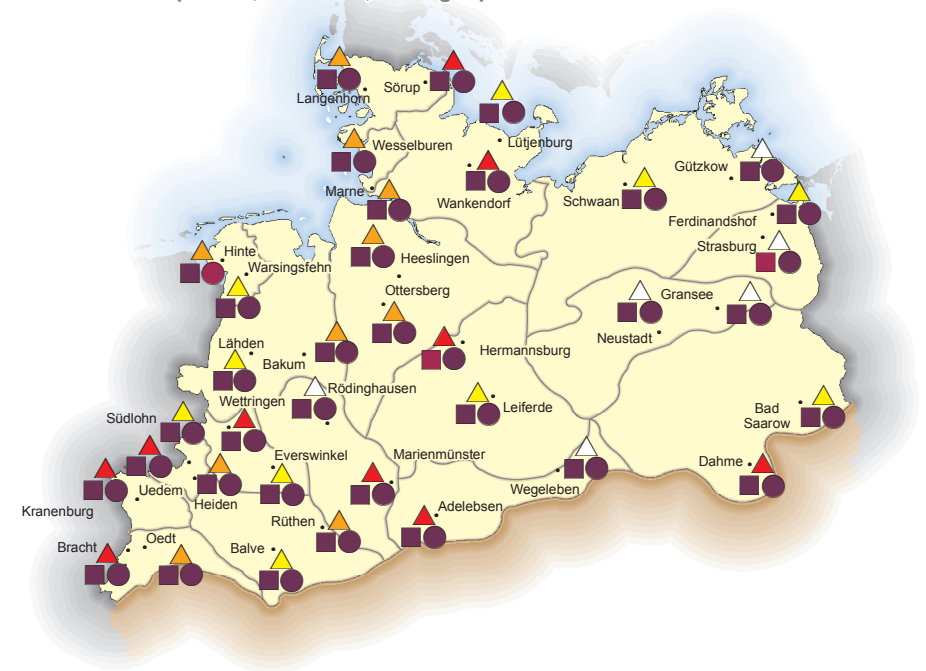 Sörup
Langenhorn
Wesselburen
Lütjenburg
Gützkow
Marne
Wankendorf
Schwaan
Ferdinandshof
Strasburg
Hinte
Heeslingen
Warsingsfehn
Ottersberg
Gransee
Neustadt
Lähden
Bakum
Hermannsburg
Rödinghausen
Wettringen
Leiferde
Südlohn
Bad
Saarow
Everswinkel
Marienmünster
Dahme
Uedem
Heiden
Wegeleben
Kranenburg
Adelebsen
Rüthen
Oedt
Bracht
Balve